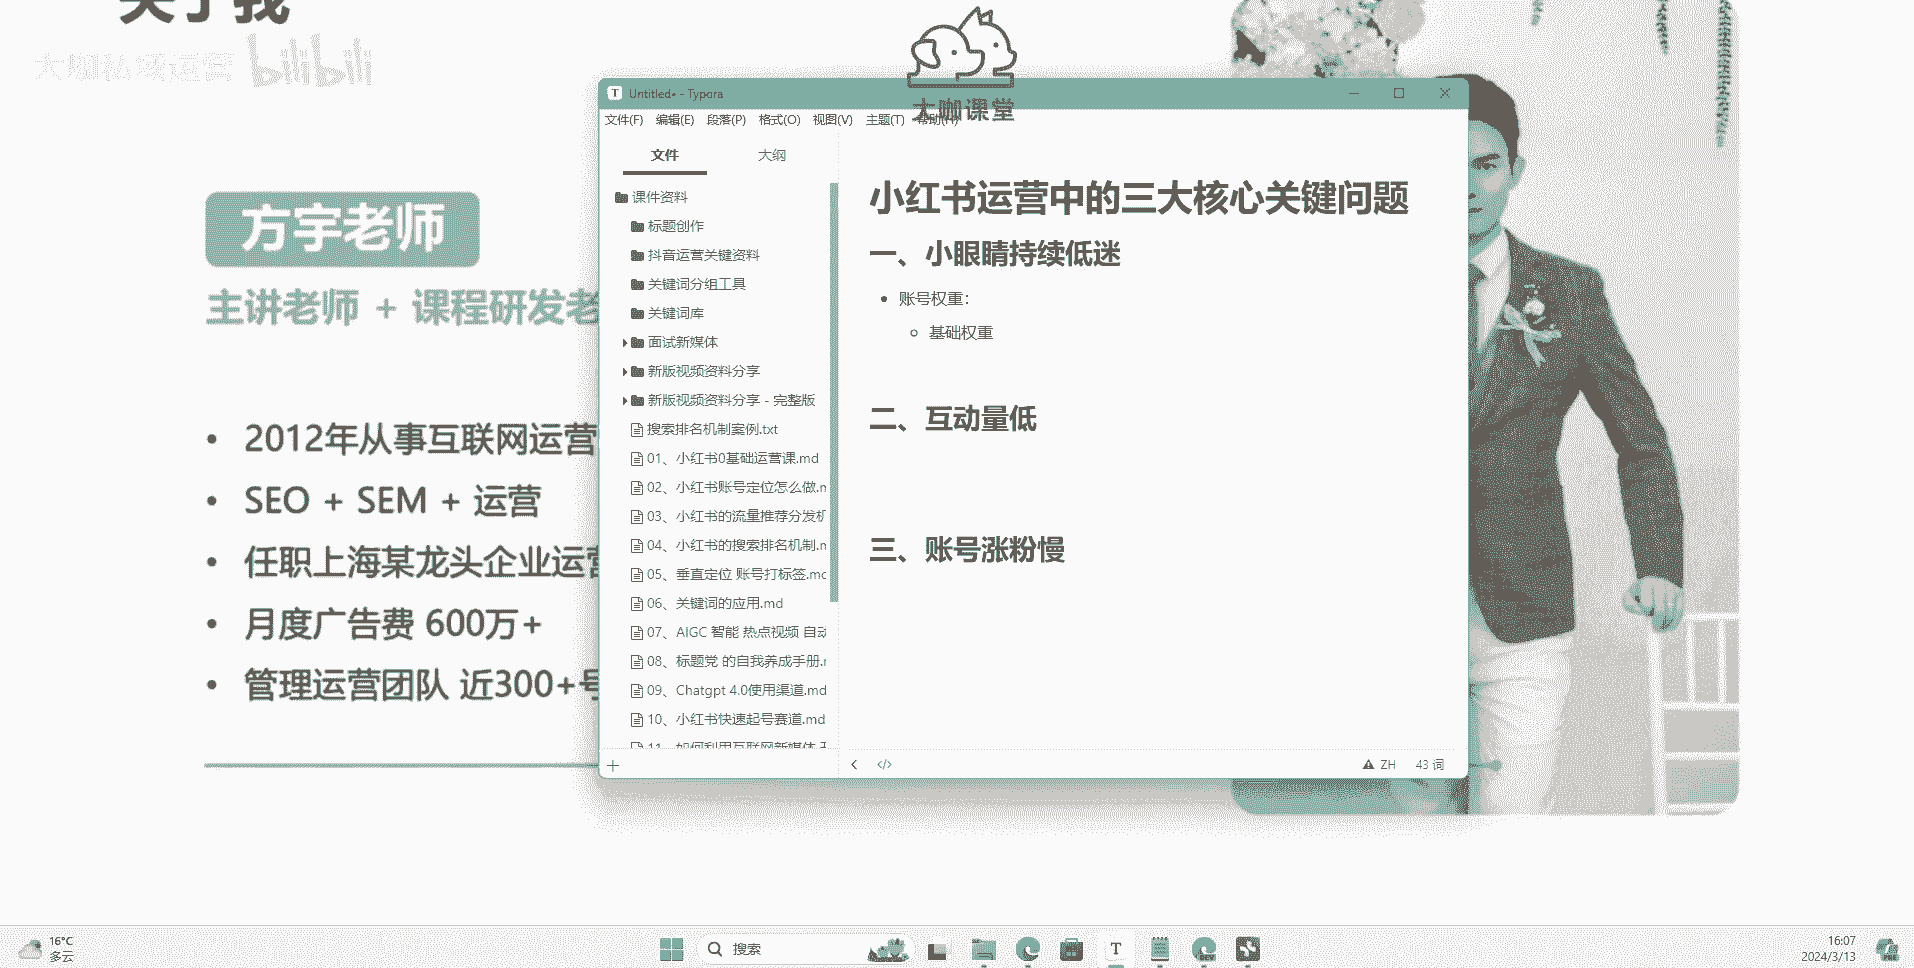 关于我
大咖私域运营 bilibili
大咖课堂
方宇老师
主讲老师 + 课程研发老
• 2012年从事互联网运营
• SEO + SEM + 运营
• 任职上海某龙头企业运营
• 月度广告费 600万+
• 管理运营团队 近300+号
Untitled• - Typora
文件(F) 编辑(E) 段落(P) 格式(O) 视图(V) 主题(T) 帮助(H)
文件 大纲
课件资料
标题创作
抖音运营关键资料
关键词分组工具
关键词库
面试新媒体
新版视频资料分享
新版视频资料分享 - 完整版
搜索排名机制案例.txt
01、小红书0基础运营课.md
02、小红书账号定位怎么做.m
03、小红书的流量推荐分发机
04、小红书的搜索排名机制.m
05、垂直定位 账号打标签.md
06、关键词的应用.md
07、AIGC 智能 热点视频 自动
08、标题党 的自我养成手册.m
09、Chatgpt 4.0使用渠道.md
10、小红书快速起号赛道.md
11、如何利用互联网新媒体
小红书运营中的三大核心关键问题
一、小眼睛持续低迷
• 账号权重：
◦ 基础权重
二、互动量低
三、账号涨粉慢
ZH 43 词
16°C
多云
搜索
16:07
2024/3/13